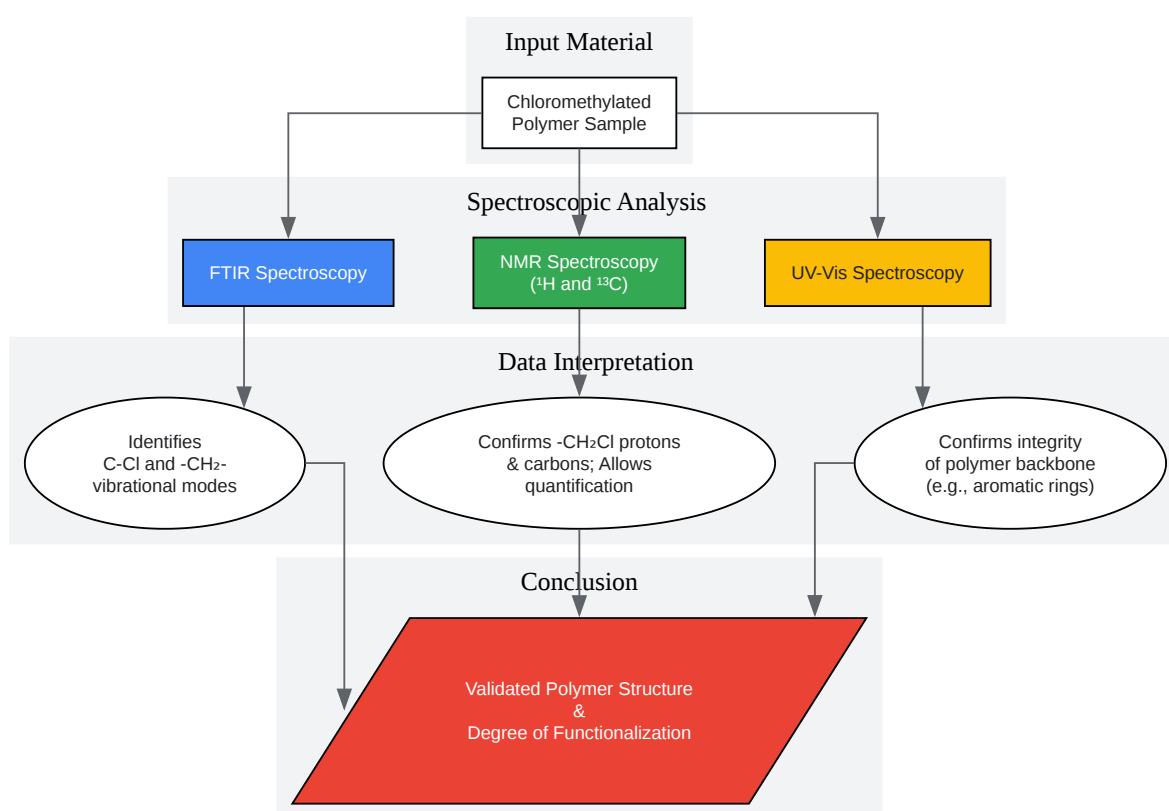 Input Material
Chloromethylated
Polymer Sample
Spectroscopic Analysis
FTIR Spectroscopy
NMR Spectroscopy
(¹H and ¹³C)
UV-Vis Spectroscopy
Data Interpretation
Identifies
C-Cl and -CH₂-
vibrational modes
Confirms -CH₂Cl protons
& carbons; Allows
quantification
Confirms integrity
of polymer backbone
(e.g., aromatic rings)
Conclusion
Validated Polymer Structure
&
Degree of Functionalization